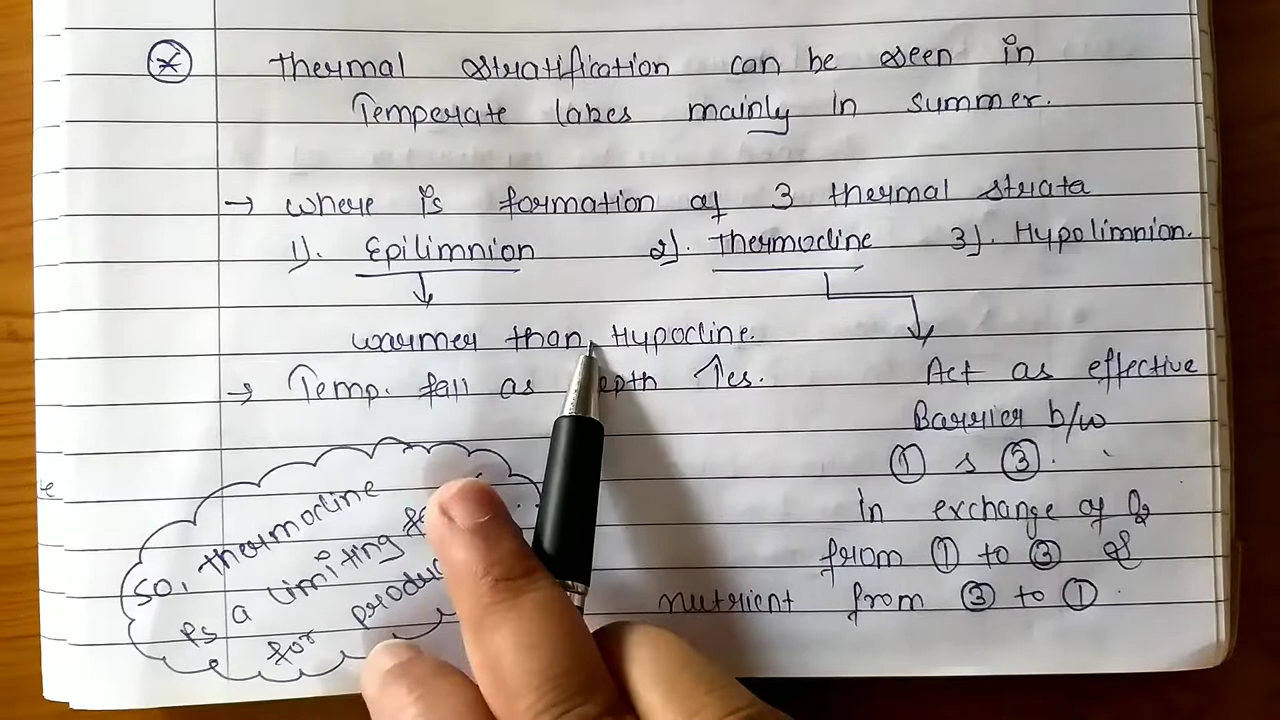 * Thermal stratification can be seen in
Temperate lakes mainly in summer.
→ where is formation of 3 thermal strata
1). Epilimnion 2). Thermocline 3). Hypolimnion.
warmer than Hypocline.
→ Temp. fall as epth ↑es.
Act as effective
Barrier b/w
① & ③.
in exchange of O2
from ① to ③ &
nutrient from ③ to ①.
So, thermocline
is a limiting
for